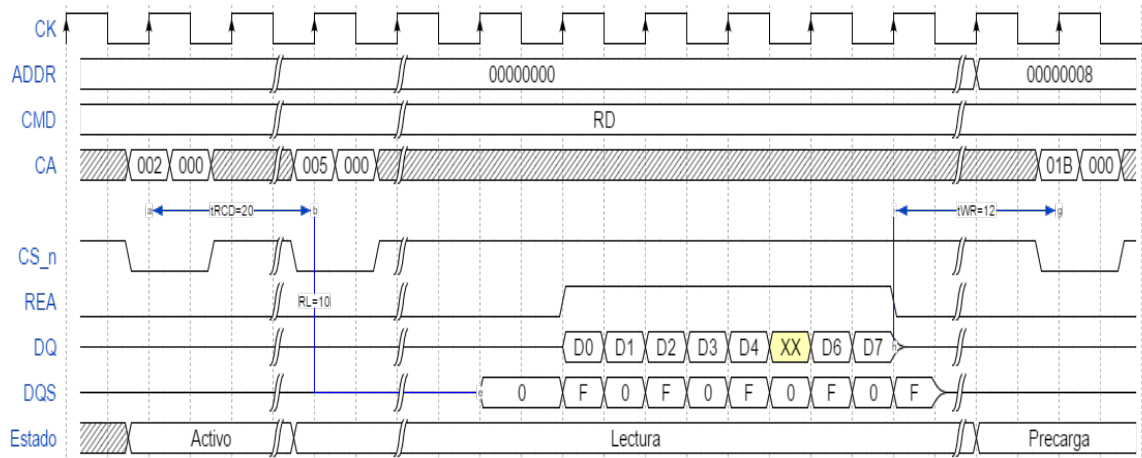 CK
ADDR 00000000 00000008
CMD RD
CA 002 000 005 000 01B 000
a tRCD=20 b tWR=12 g
CS_n
REA RL=10
DQ D0 D1 D2 D3 D4 XX D6 D7 h
DQS e 0 F 0 F 0 F 0 F 0 F
Estado Activo Lectura Precarga